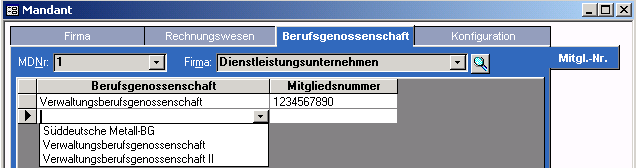 Mandant
Firma Rechnungswesen Berufsgenossenschaft Konfiguration
MDNr: 1 Firma: Dienstleistungsunternehmen Mitgl.-Nr.
Berufsgenossenschaft Mitgliedsnummer
Verwaltungsberufsgenossenschaft 1234567890
Süddeutsche Metall-BG
Verwaltungsberufsgenossenschaft
Verwaltungsberufsgenossenschaft II